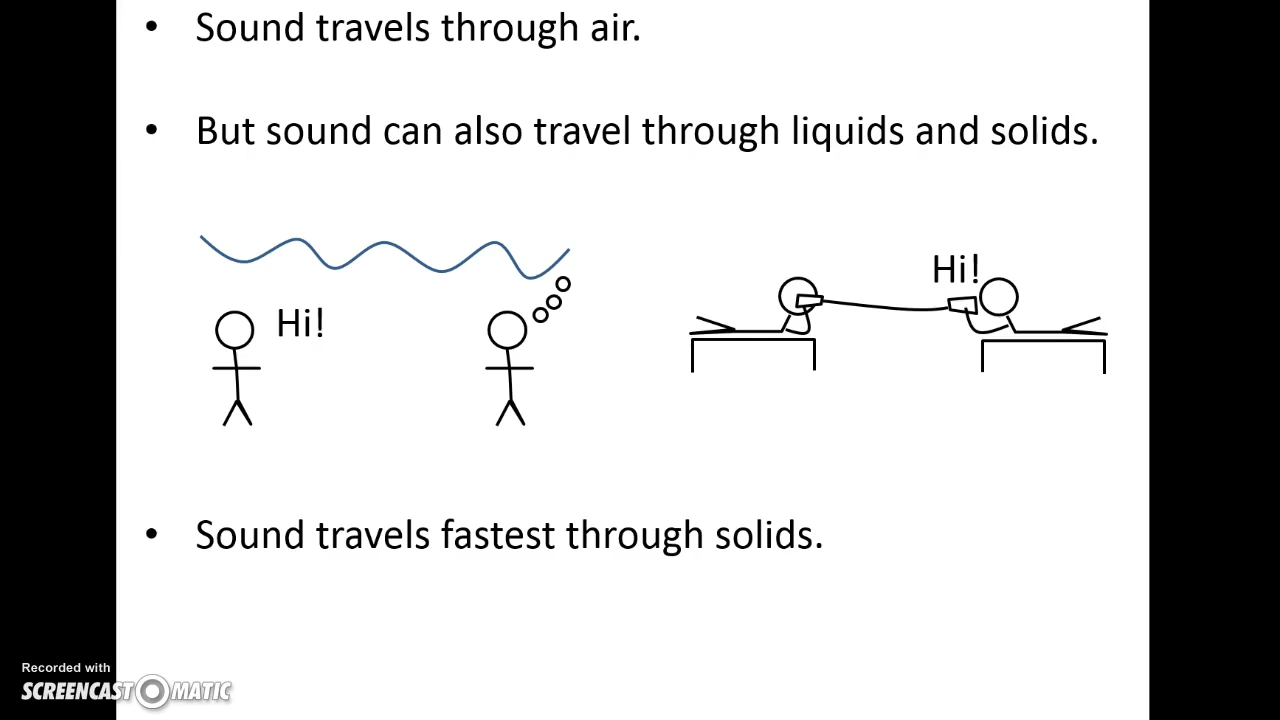 • Sound travels through air.
• But sound can also travel through liquids and solids.
Hi!
Hi!
• Sound travels fastest through solids.
Recorded with
SCREENCAST O MATIC